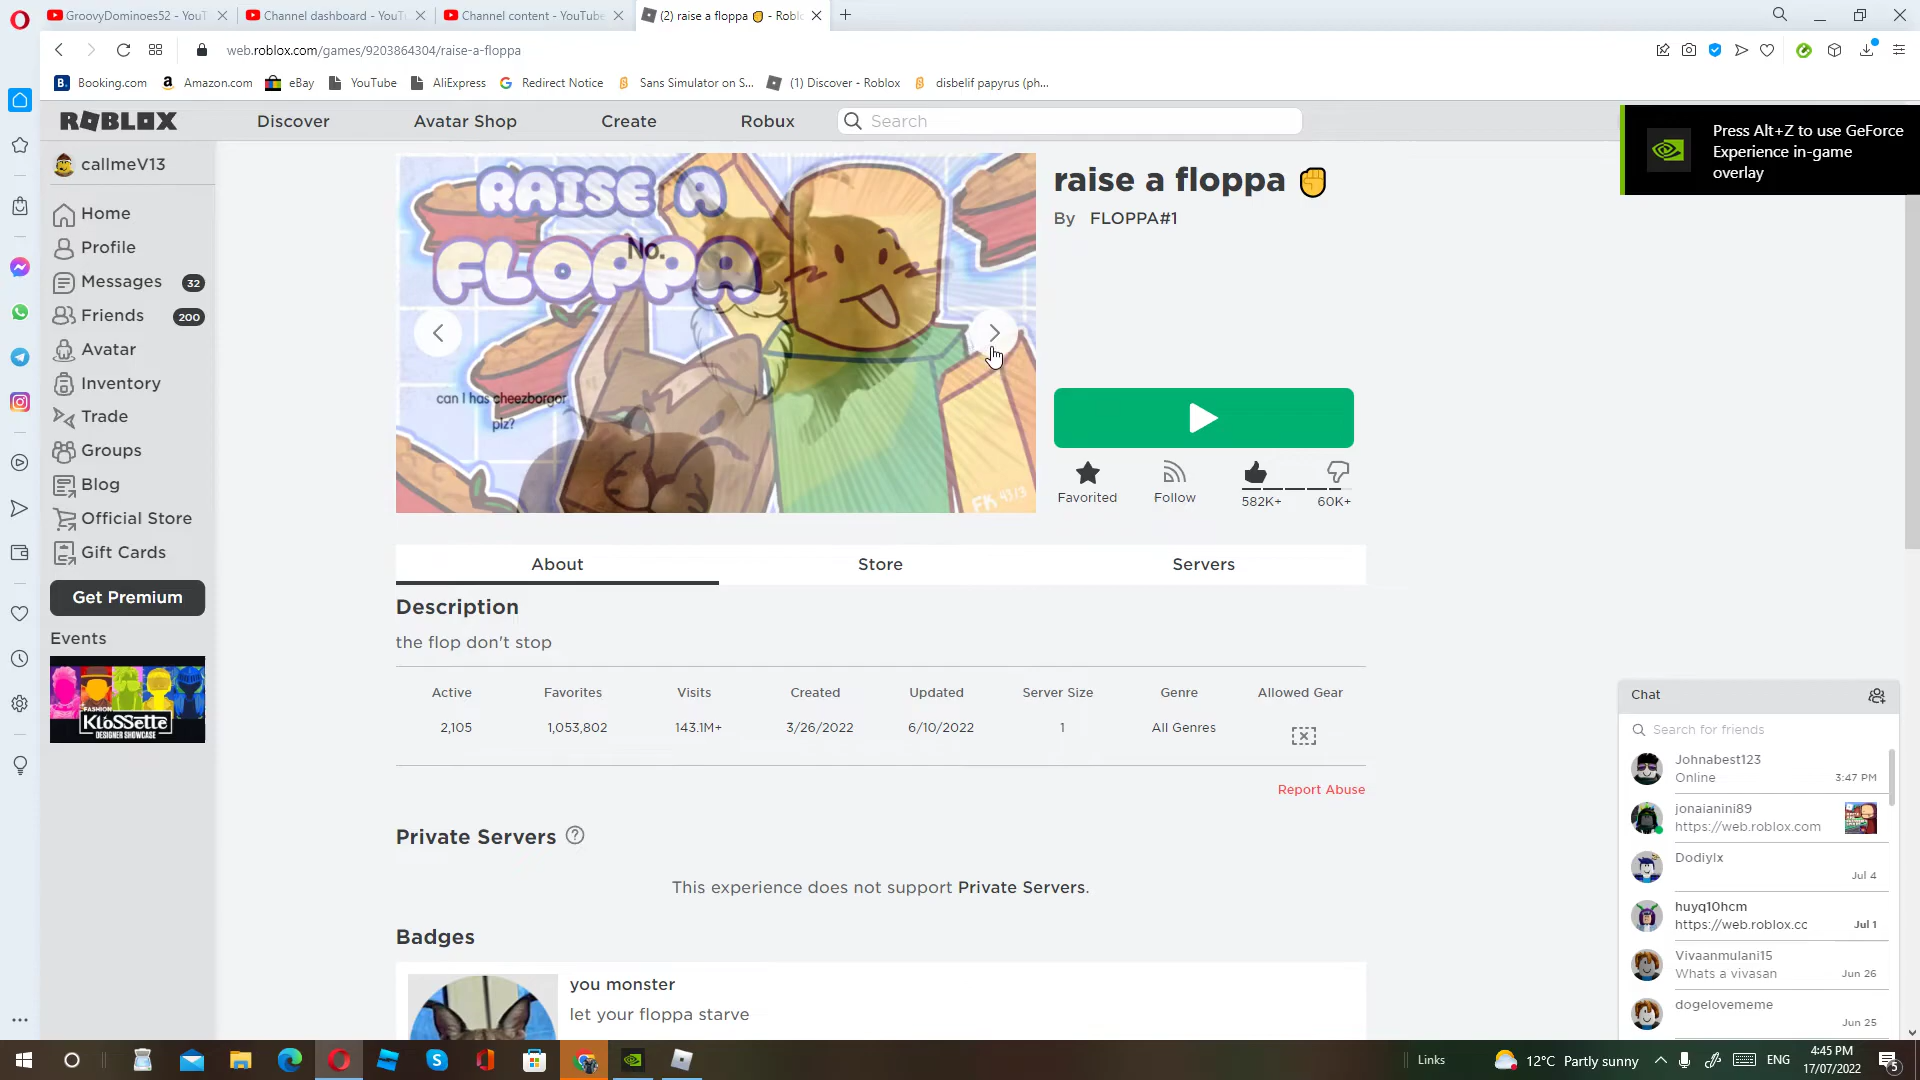 GroovyDominoes52 - YouT
Channel dashboard - YouTu
Channel content - YouTube
(2) raise a floppa ✊ - Roblo
web.roblox.com/games/9203864304/raise-a-floppa
Booking.com
Amazon.com
eBay
YouTube
AliExpress
Redirect Notice
Sans Simulator on S...
(1) Discover - Roblox
disbelif papyrus (ph...
ROBLOX
Discover
Avatar Shop
Create
Robux
Search
Press Alt+Z to use GeForce
Experience in-game
overlay
callmeV13
Home
Profile
Messages 32
Friends 200
Avatar
Inventory
Trade
Groups
Blog
Official Store
Gift Cards
Get Premium
Events
FASHION
KLOSSETTE
DESIGNER SHOWCASE
RAISE A
FLOPPA
No.
can I has cheezborgor
plz?
raise a floppa ✊
By FLOPPA#1
Favorited
Follow
582K+
60K+
About
Store
Servers
Description
the flop don't stop
Active Favorites Visits Created Updated Server Size Genre Allowed Gear
2,105 1,053,802 143.1M+ 3/26/2022 6/10/2022 1 All Genres
Report Abuse
Private Servers
This experience does not support Private Servers.
Badges
you monster
let your floppa starve
Chat
Search for friends
Johnabest123
Online 3:47 PM
jonaianini89
https://web.roblox.com
Dodiylx
Jul 4
huyq10hcm
https://web.roblox.cc Jul 1
Vivaanmulani15
Whats a vivasan Jun 26
dogelovememe
Jun 25
Links
12°C Partly sunny
ENG
4:45 PM
17/07/2022
5